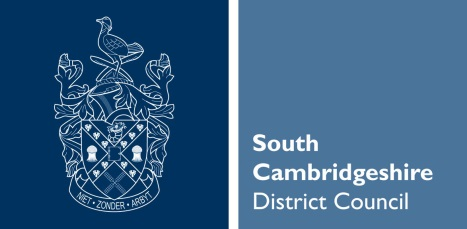 NIET • ZONDER • ARBYT
South
Cambridgeshire
District Council